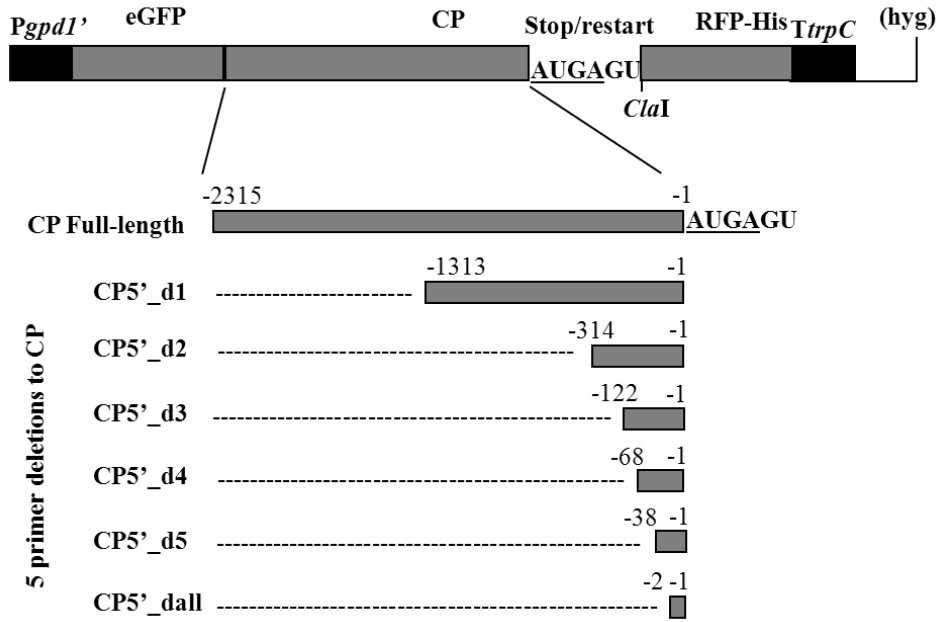 Pgpd1' eGFP CP Stop/restart RFP-His TtrpC (hyg)
AUGAGU
ClaI
-2315 -1
CP Full-length AUGAGU
-1313 -1
CP5’_d1
-314 -1
CP5’_d2
-122 -1
CP5’_d3
-68 -1
CP5’_d4
-38 -1
CP5’_d5
-2 -1
CP5’_dall
5 primer deletions to CP